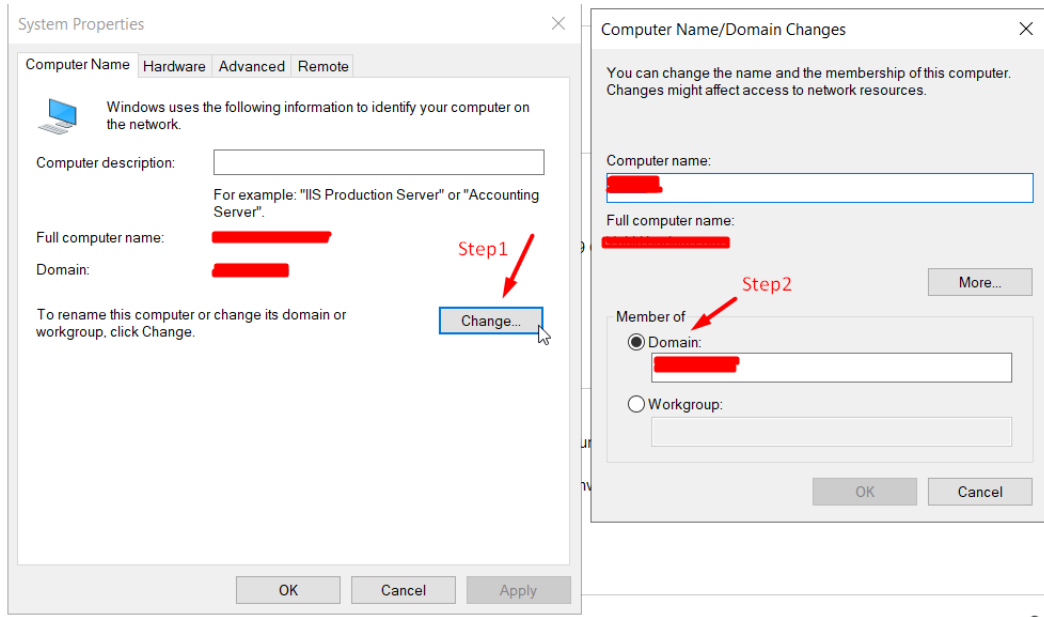 System Properties
Computer Name Hardware Advanced Remote
Windows uses the following information to identify your computer on
the network.
Computer description:
For example: "IIS Production Server" or "Accounting
Server".
Full computer name:
Step1
Domain:
To rename this computer or change its domain or
workgroup, click Change.
Change...
OK Cancel Apply
Computer Name/Domain Changes
You can change the name and the membership of this computer.
Changes might affect access to network resources.
Computer name:
Full computer name:
More...
Step2
Member of
Domain:
Workgroup:
OK Cancel